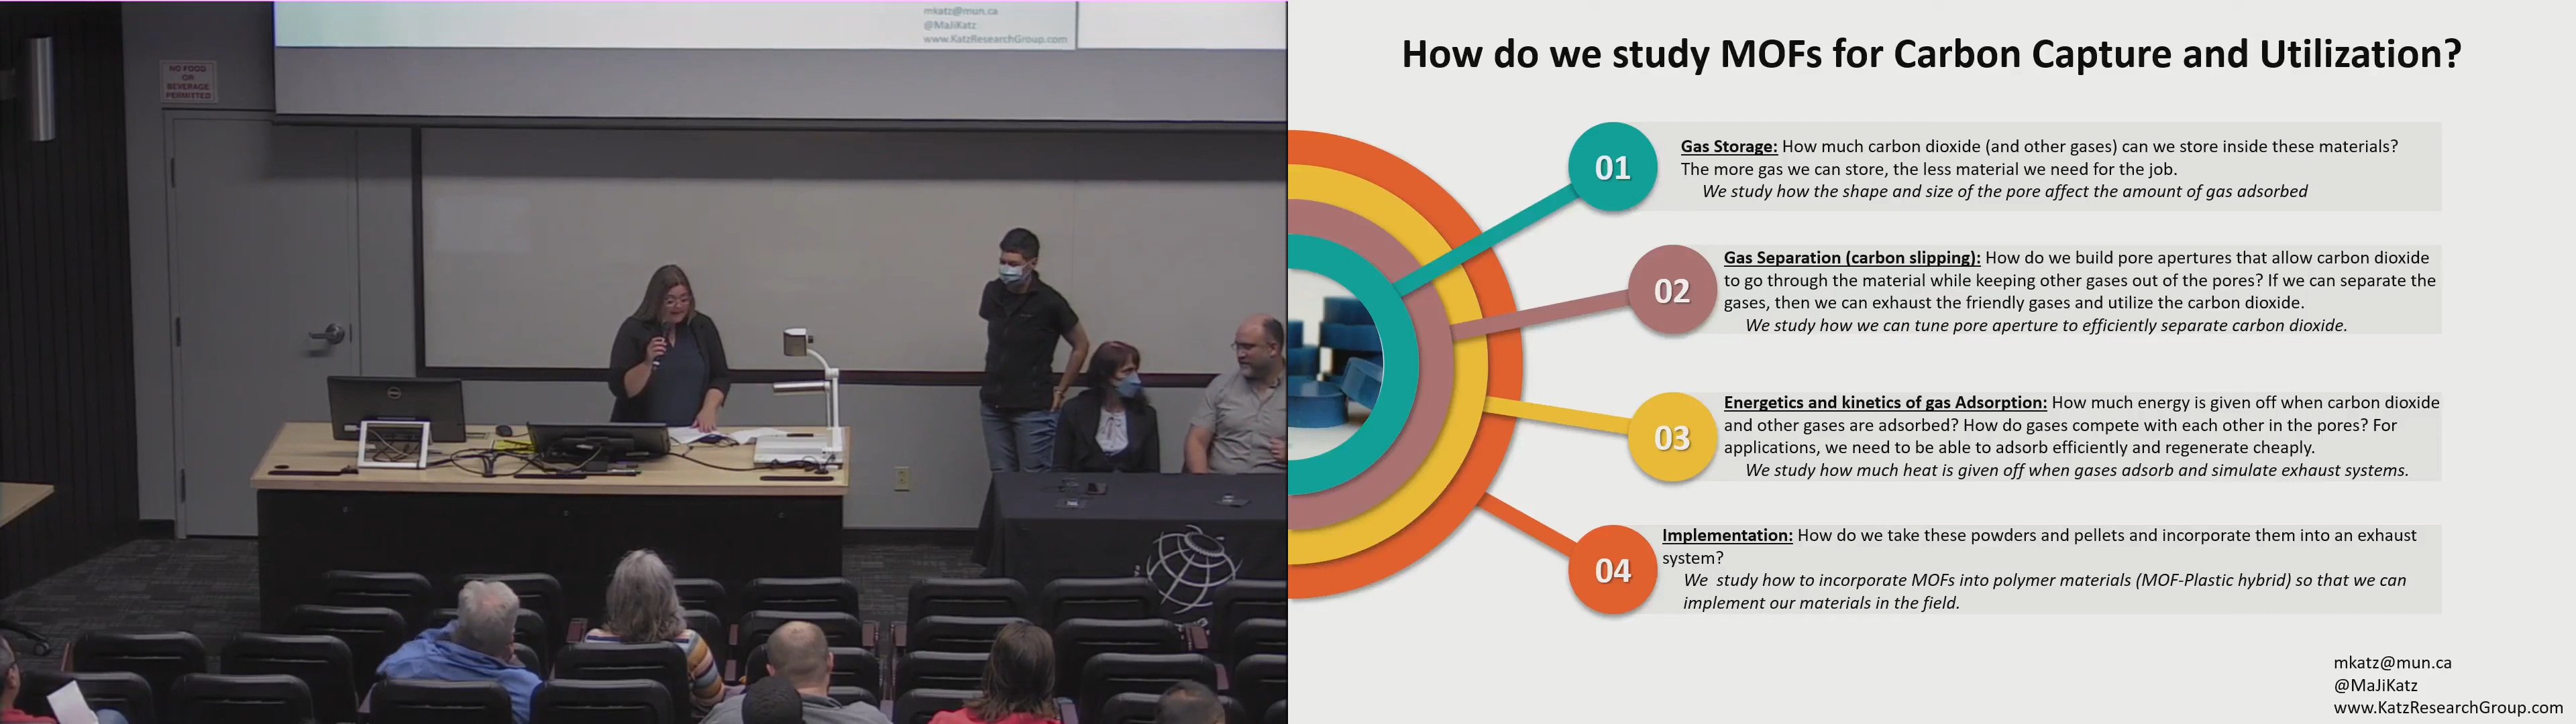 mkatz@mun.ca
@MaJiKatz
www.KatzResearchGroup.com
NO FOOD
OR
BEVERAGE
PERMITTED
DELL
How do we study MOFs for Carbon Capture and Utilization?
01
Gas Storage: How much carbon dioxide (and other gases) can we store inside these materials?
The more gas we can store, the less material we need for the job.
We study how the shape and size of the pore affect the amount of gas adsorbed
02
Gas Separation (carbon slipping): How do we build pore apertures that allow carbon dioxide
to go through the material while keeping other gases out of the pores? If we can separate the
gases, then we can exhaust the friendly gases and utilize the carbon dioxide.
We study how we can tune pore aperture to efficiently separate carbon dioxide.
03
Energetics and kinetics of gas Adsorption: How much energy is given off when carbon dioxide
and other gases are adsorbed? How do gases compete with each other in the pores? For
applications, we need to be able to adsorb efficiently and regenerate cheaply.
We study how much heat is given off when gases adsorb and simulate exhaust systems.
04
Implementation: How do we take these powders and pellets and incorporate them into an exhaust
system?
We study how to incorporate MOFs into polymer materials (MOF-Plastic hybrid) so that we can
implement our materials in the field.
mkatz@mun.ca
@MaJiKatz
www.KatzResearchGroup.com